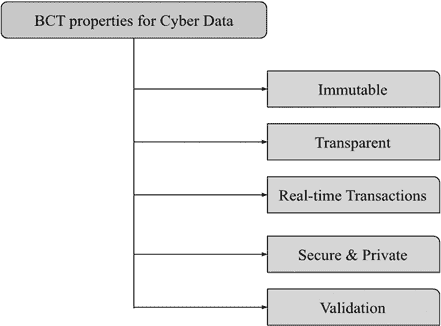 BCT properties for Cyber Data
Immutable
Transparent
Real-time Transactions
Secure & Private
Validation